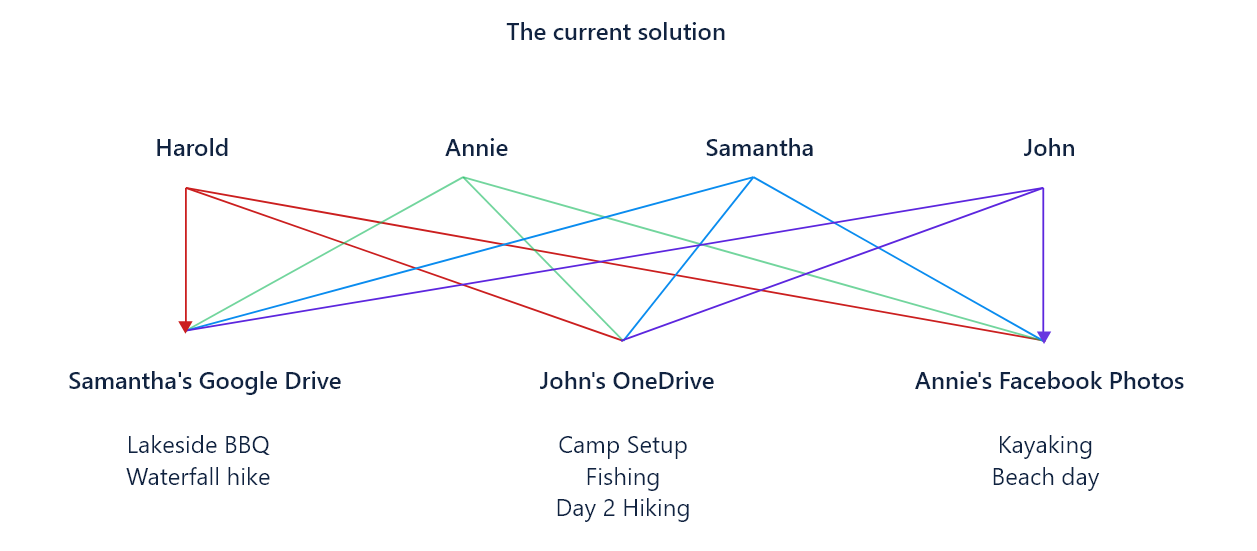 The current solution
Harold Annie Samantha John
Samantha's Google Drive John's OneDrive Annie's Facebook Photos
Lakeside BBQ Camp Setup Kayaking
Waterfall hike Fishing Beach day
Day 2 Hiking